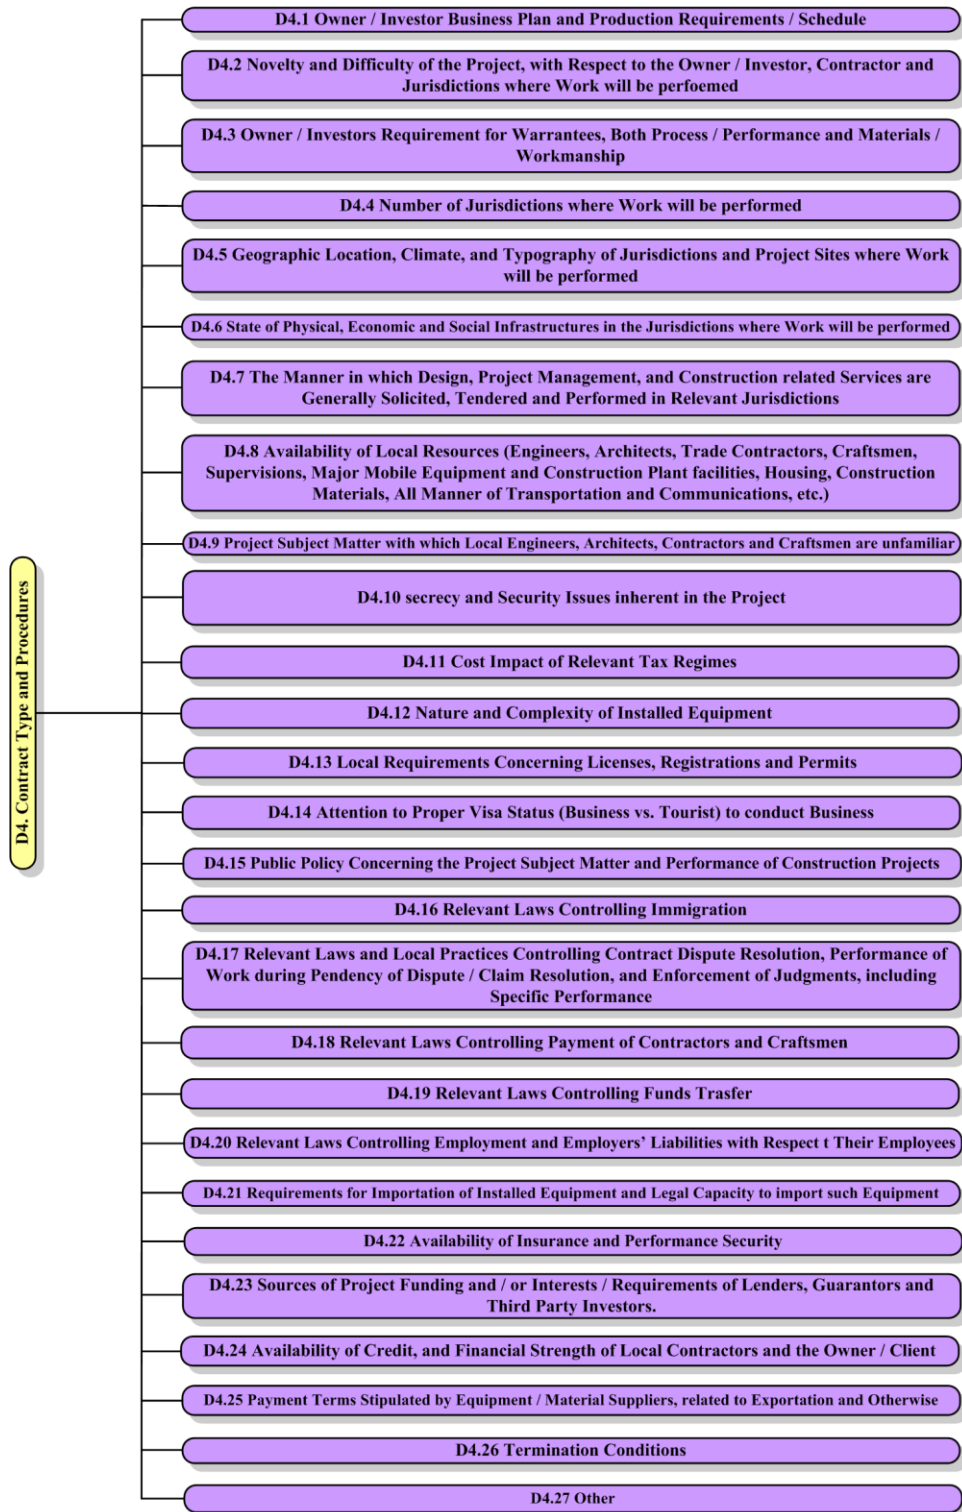 D4. Contract Type and Procedures
D4.1 Owner / Investor Business Plan and Production Requirements / Schedule
D4.2 Novelty and Difficulty of the Project, with Respect to the Owner / Investor, Contractor and
Jurisdictions where Work will be perfoemed
D4.3 Owner / Investors Requirement for Warrantees, Both Process / Performance and Materials /
Workmanship
D4.4 Number of Jurisdictions where Work will be performed
D4.5 Geographic Location, Climate, and Typography of Jurisdictions and Project Sites where Work
will be performed
D4.6 State of Physical, Economic and Social Infrastructures in the Jurisdictions where Work will be performed
D4.7 The Manner in which Design, Project Management, and Construction related Services are
Generally Solicited, Tendered and Performed in Relevant Jurisdictions
D4.8 Availability of Local Resources (Engineers, Architects, Trade Contractors, Craftsmen,
Supervisions, Major Mobile Equipment and Construction Plant facilities, Housing, Construction
Materials, All Manner of Transportation and Communications, etc.)
D4.9 Project Subject Matter with which Local Engineers, Architects, Contractors and Craftsmen are unfamiliar
D4.10 secrecy and Security Issues inherent in the Project
D4.11 Cost Impact of Relevant Tax Regimes
D4.12 Nature and Complexity of Installed Equipment
D4.13 Local Requirements Concerning Licenses, Registrations and Permits
D4.14 Attention to Proper Visa Status (Business vs. Tourist) to conduct Business
D4.15 Public Policy Concerning the Project Subject Matter and Performance of Construction Projects
D4.16 Relevant Laws Controlling Immigration
D4.17 Relevant Laws and Local Practices Controlling Contract Dispute Resolution, Performance of
Work during Pendency of Dispute / Claim Resolution, and Enforcement of Judgments, including
Specific Performance
D4.18 Relevant Laws Controlling Payment of Contractors and Craftsmen
D4.19 Relevant Laws Controlling Funds Trasfer
D4.20 Relevant Laws Controlling Employment and Employers’ Liabilities with Respect t Their Employees
D4.21 Requirements for Importation of Installed Equipment and Legal Capacity to import such Equipment
D4.22 Availability of Insurance and Performance Security
D4.23 Sources of Project Funding and / or Interests / Requirements of Lenders, Guarantors and
Third Party Investors.
D4.24 Availability of Credit, and Financial Strength of Local Contractors and the Owner / Client
D4.25 Payment Terms Stipulated by Equipment / Material Suppliers, related to Exportation and Otherwise
D4.26 Termination Conditions
D4.27 Other